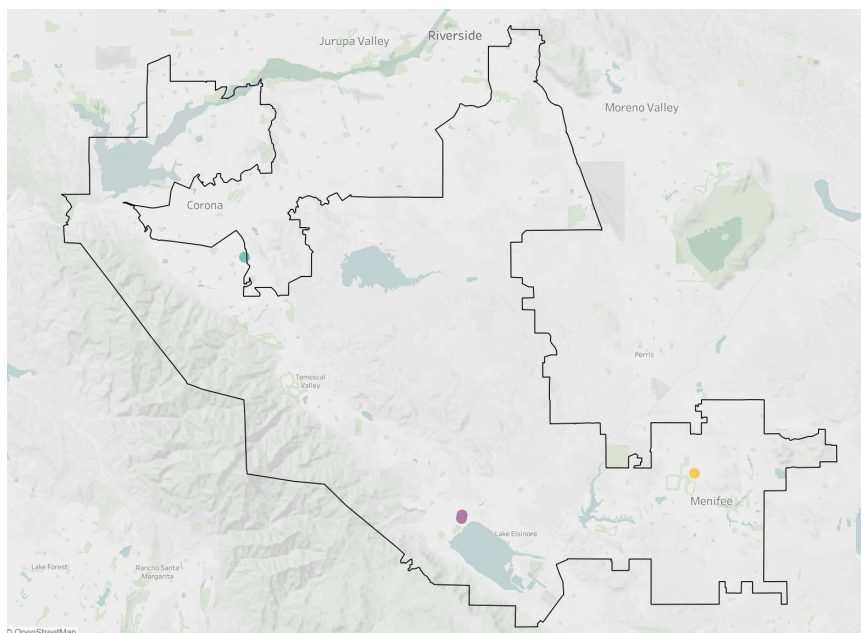 Riverside
Jurupa Valley
Moreno Valley
Corona
Perris
Temescal
Valley
Menifee
Lake Elsinore
Lake Forest
Rancho Santa
Margarita
© OpenStreetMap